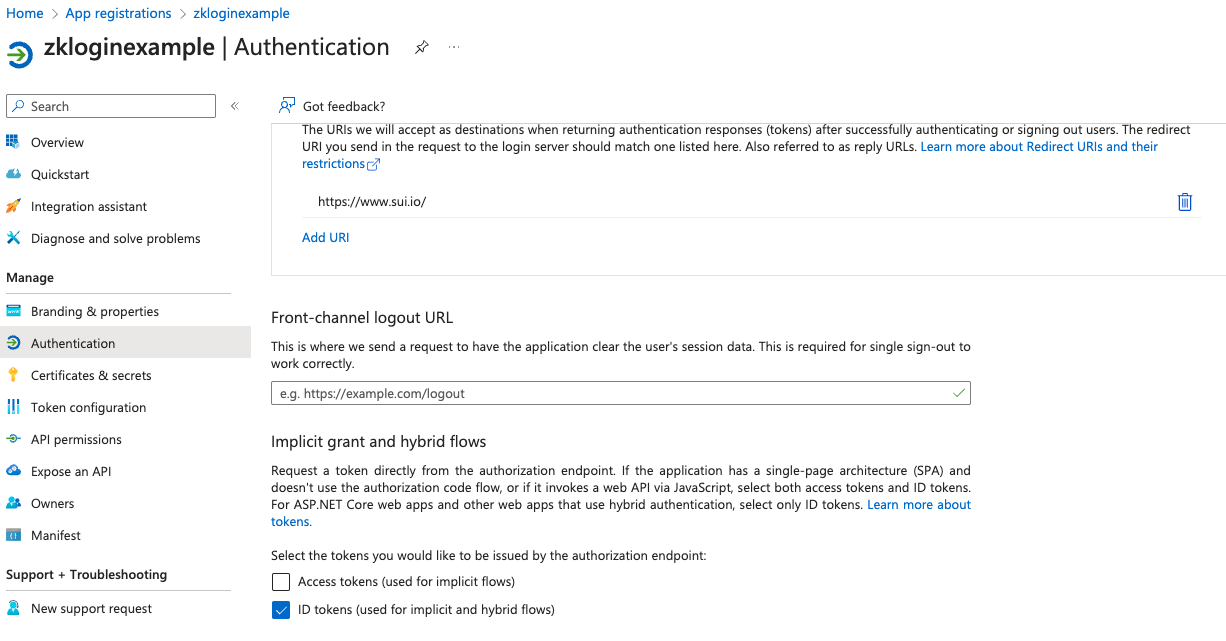 Home > App registrations > zkloginexample
zkloginexample | Authentication
Search
Overview
Quickstart
Integration assistant
Diagnose and solve problems
Manage
Branding & properties
Authentication
Certificates & secrets
Token configuration
API permissions
Expose an API
Owners
Manifest
Support + Troubleshooting
New support request
Got feedback?
The URIs we will accept as destinations when returning authentication responses (tokens) after successfully authenticating or signing out users. The redirect
URI you send in the request to the login server should match one listed here. Also referred to as reply URLs. Learn more about Redirect URIs and their
restrictions
https://www.sui.io/
Add URI
Front-channel logout URL
This is where we send a request to have the application clear the user's session data. This is required for single sign-out to
work correctly.
e.g. https://example.com/logout
Implicit grant and hybrid flows
Request a token directly from the authorization endpoint. If the application has a single-page architecture (SPA) and
doesn't use the authorization code flow, or if it invokes a web API via JavaScript, select both access tokens and ID tokens.
For ASP.NET Core web apps and other web apps that use hybrid authentication, select only ID tokens. Learn more about
tokens.
Select the tokens you would like to be issued by the authorization endpoint:
Access tokens (used for implicit flows)
ID tokens (used for implicit and hybrid flows)